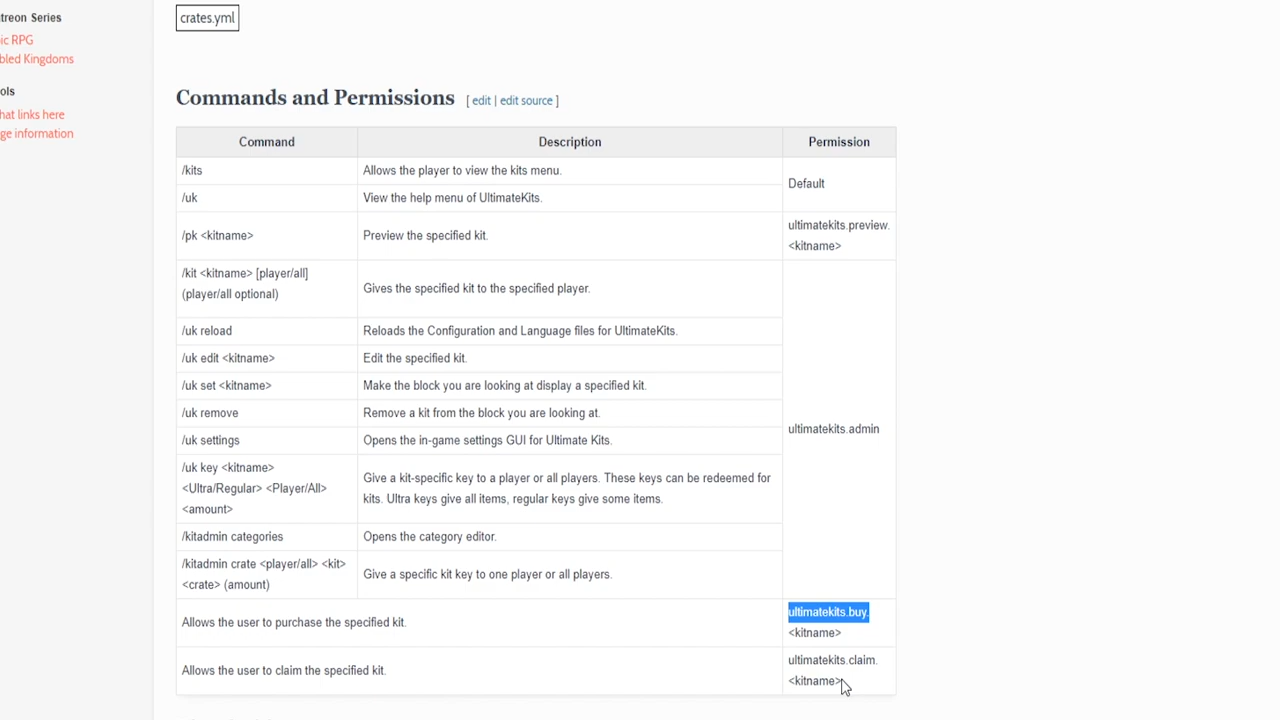 treon Series
ic RPG
bled Kingdoms
ols
hat links here
ge information
crates.yml
Commands and Permissions [ edit | edit source ]
Command Description Permission
/kits Allows the player to view the kits menu.
Default
/uk View the help menu of UltimateKits.
/pk <kitname> Preview the specified kit. ultimatekits.preview.
<kitname>
/kit <kitname> [player/all]
(player/all optional)
Gives the specified kit to the specified player.
/uk reload Reloads the Configuration and Language files for UltimateKits.
/uk edit <kitname> Edit the specified kit.
/uk set <kitname> Make the block you are looking at display a specified kit.
/uk remove Remove a kit from the block you are looking at.
ultimatekits.admin
/uk settings Opens the in-game settings GUI for Ultimate Kits.
/uk key <kitname>
<Ultra/Regular> <Player/All>
<amount>
Give a kit-specific key to a player or all players. These keys can be redeemed for
kits. Ultra keys give all items, regular keys give some items.
/kitadmin categories Opens the category editor.
/kitadmin crate <player/all> <kit>
<crate> (amount)
Give a specific kit key to one player or all players.
Allows the user to purchase the specified kit. ultimatekits.buy.
<kitname>
Allows the user to claim the specified kit. ultimatekits.claim.
<kitname>